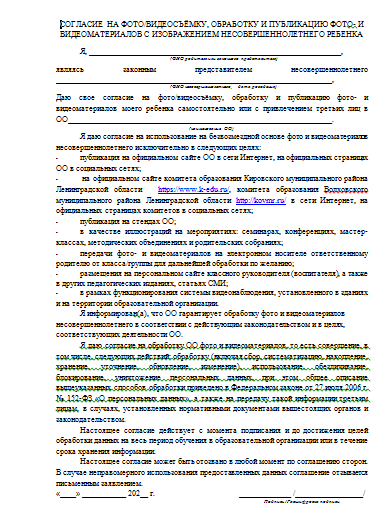 СОГЛАСИЕ НА ФОТО/ВИДЕОСЪЁМКУ, ОБРАБОТКУ И ПУБЛИКАЦИЮ ФОТО- И
ВИДЕОМАТЕРИАЛОВ С ИЗОБРАЖЕНИЕМ НЕСОВЕРШЕННОЛЕТНЕГО РЕБЕНКА
Я, ,
(ФИО родителя/законного представителя)
являясь законным представителем несовершеннолетнего
,
(ФИО несовершеннолетнего, дата рождения)
Даю свое согласие на фото/видеосъёмку, обработку и публикацию фото- и
видеоматериалов моего ребенка самостоятельно или с привлечением третьих лиц в
ОО .
(наименование ОО)
Я даю согласие на использование на безвозмездной основе фото и видеоматериалов
несовершеннолетнего исключительно в следующих целях:
- публикация на официальном сайте ОО в сети Интернет, на официальных страницах
ОО в социальных сетях;
- на официальном сайте комитета образования Кировского муниципального района
Ленинградской области https://www.k-edu.ru/, комитета образования Волховского
муниципального района Ленинградской области http://kovmr.ru/ в сети Интернет, на
официальных страницах комитетов в социальных сетях;
- публикация на стендах ОО;
- в качестве иллюстраций на мероприятиях: семинарах, конференциях, мастер-
классах, методических объединениях и родительских собраниях;
- передачи фото- и видеоматериалов на электронном носителе ответственному
родителю от класса/группы для дальнейшей обработки по желанию;
- размещения на персональном сайте классного руководителя (воспитателя), а также
в других педагогических изданиях, статьях СМИ;
- в рамках функционирования системы видеонаблюдения, установленного в зданиях
и на территории образовательной организации.
Я информирован(а), что ОО гарантирует обработку фото и видеоматериалов
несовершеннолетнего в соответствии с действующим законодательством и в целях,
соответствующих деятельности ОО.
Я даю согласие на обработку ОО фото и видеоматериалов, то есть совершение, в
том числе, следующих действий: обработку (включая сбор, систематизацию, накопление,
хранение, уточнение, обновление, изменение), использование, обезличивание,
блокирование, уничтожение персональных данных, при этом общее описание
вышеуказанных способов обработки приведено в Федеральном законе от 27 июля 2006 г.
№ 152-ФЗ «О персональных данных», а также на передачу такой информации третьим
лицам, в случаях, установленных нормативными документами вышестоящих органов и
законодательством.
Настоящее согласие действует с момента подписания и до достижения целей
обработки данных на весь период обучения в образовательной организации или в течение
срока хранения информации.
Настоящее согласие может быть отозвано в любой момент по соглашению сторон.
В случае неправомерного использования предоставленных данных соглашение отзывается
письменным заявлением.
«___»____________ 202__ г. ____________ /____________/
Подпись/Расшифровка подписи